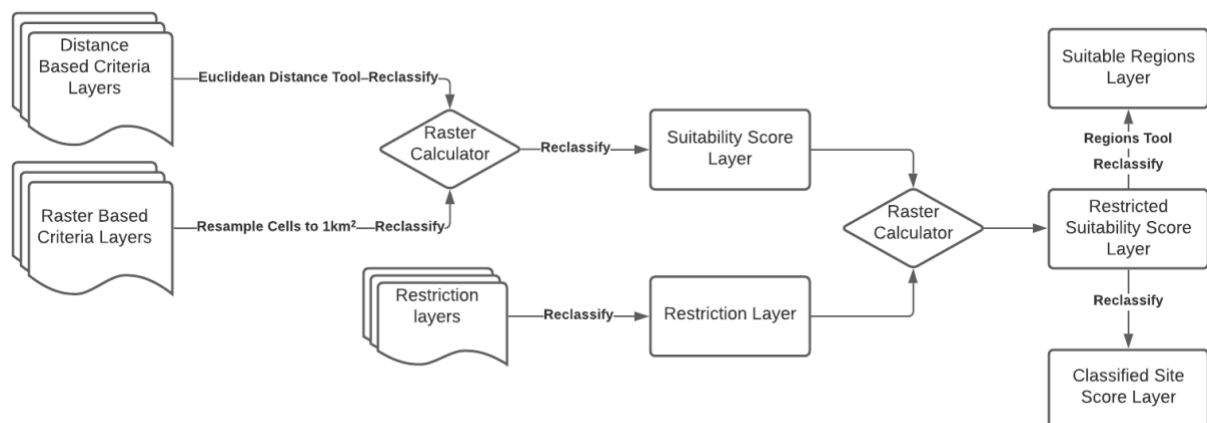 Distance
Based Criteria
Layers
Euclidean Distance Tool–Reclassify
Raster
Calculator
Reclassify
Suitability Score
Layer
Raster Based
Criteria Layers
Resample Cells to 1km²—Reclassify
Restriction
layers
Reclassify
Restriction Layer
Raster
Calculator
Suitable Regions
Layer
Regions Tool
Reclassify
Restricted
Suitability Score
Layer
Reclassify
Classified Site
Score Layer